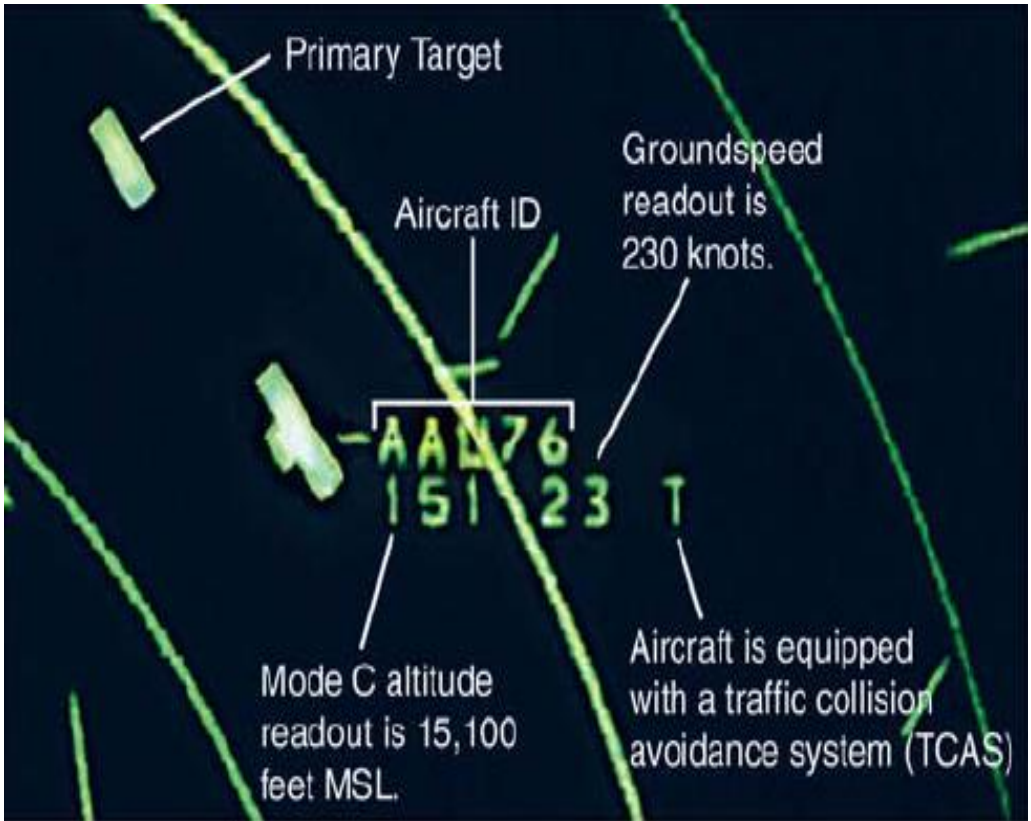 Primary Target
Groundspeed
readout is
230 knots.
Aircraft ID
AAL76
151 23 T
Mode C altitude
readout is 15,100
feet MSL.
Aircraft is equipped
with a traffic collision
avoidance system (TCAS)